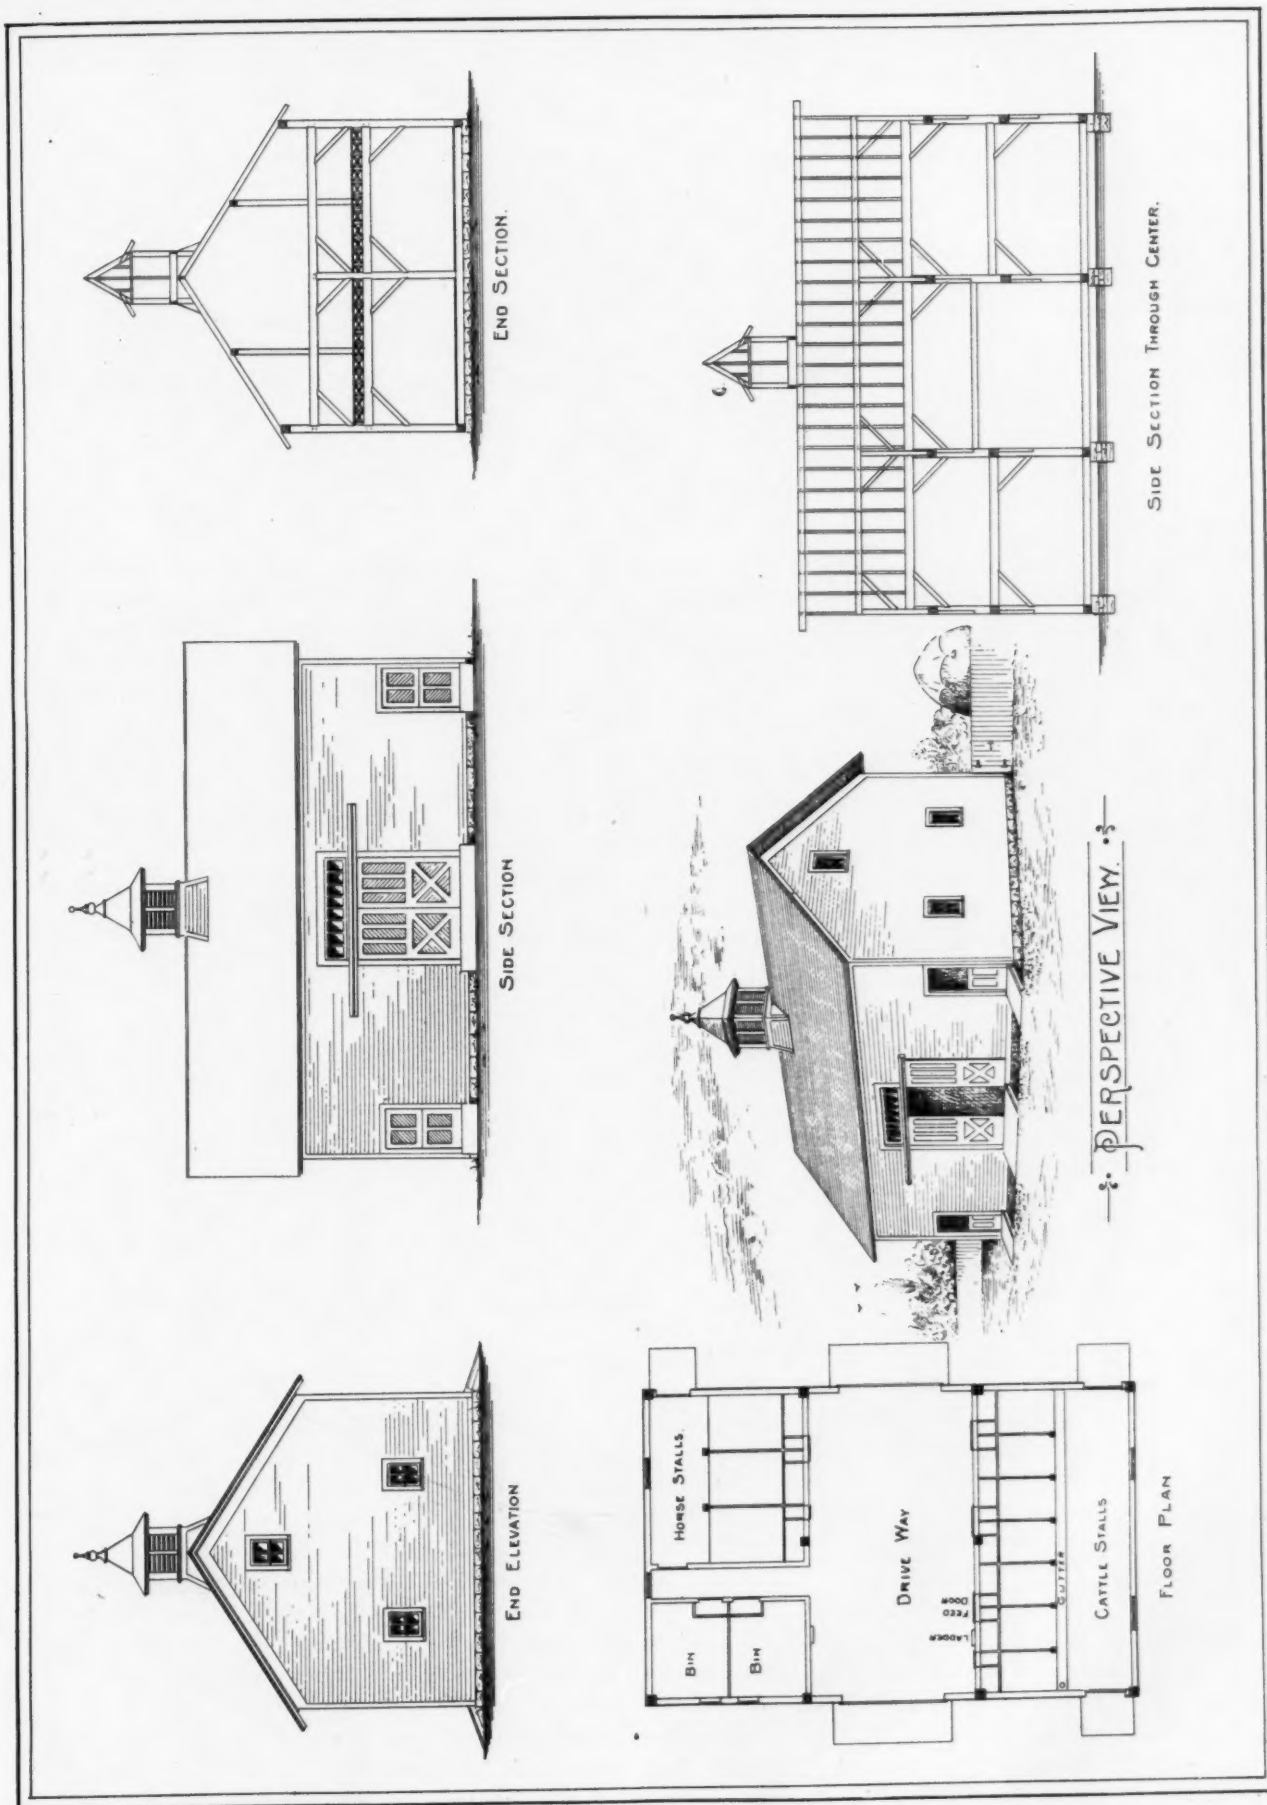 END ELEVATION
SIDE SECTION
END SECTION.
HORSE STALLS.
BIN
BIN
DRIVE WAY
LADDER
FEED
DOOR
GUTTER
CATTLE STALLS
FLOOR PLAN
PERSPECTIVE VIEW.
SIDE SECTION THROUGH CENTER.